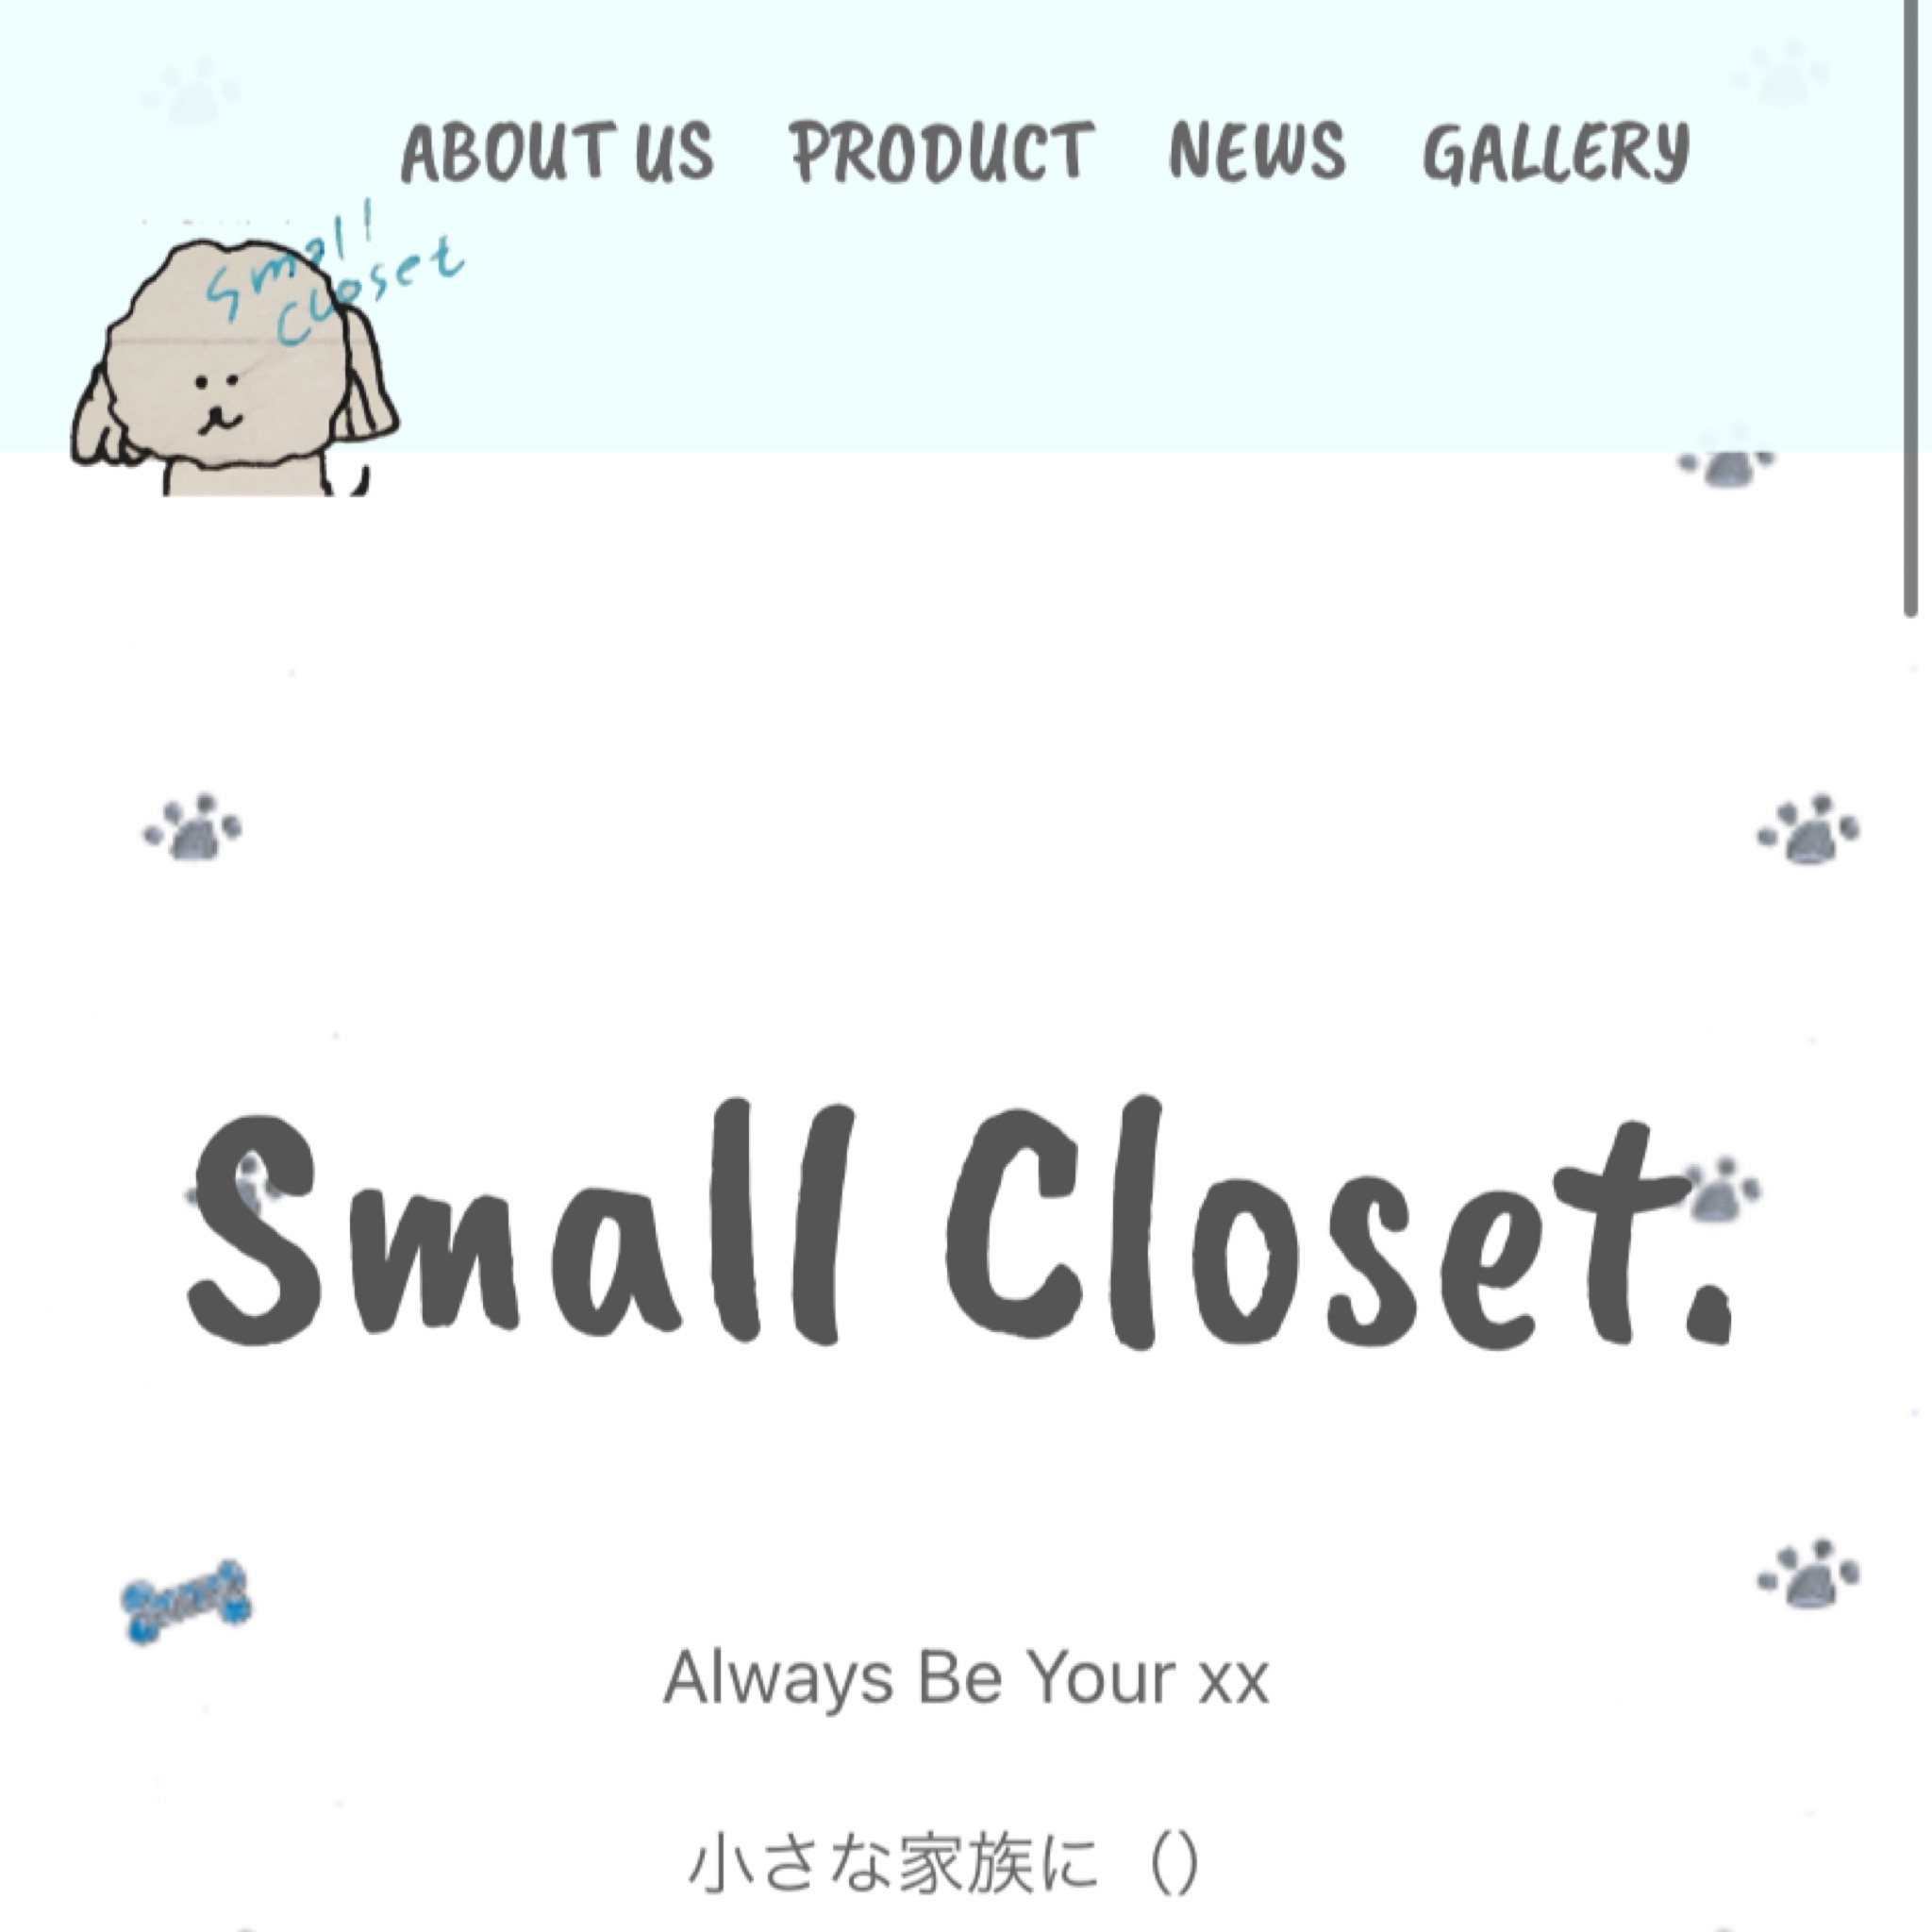 ABOUT US PRODUCT NEWS GALLERY
Small
Closet
Small Closet.
Always Be Your xx
小さな家族に（）